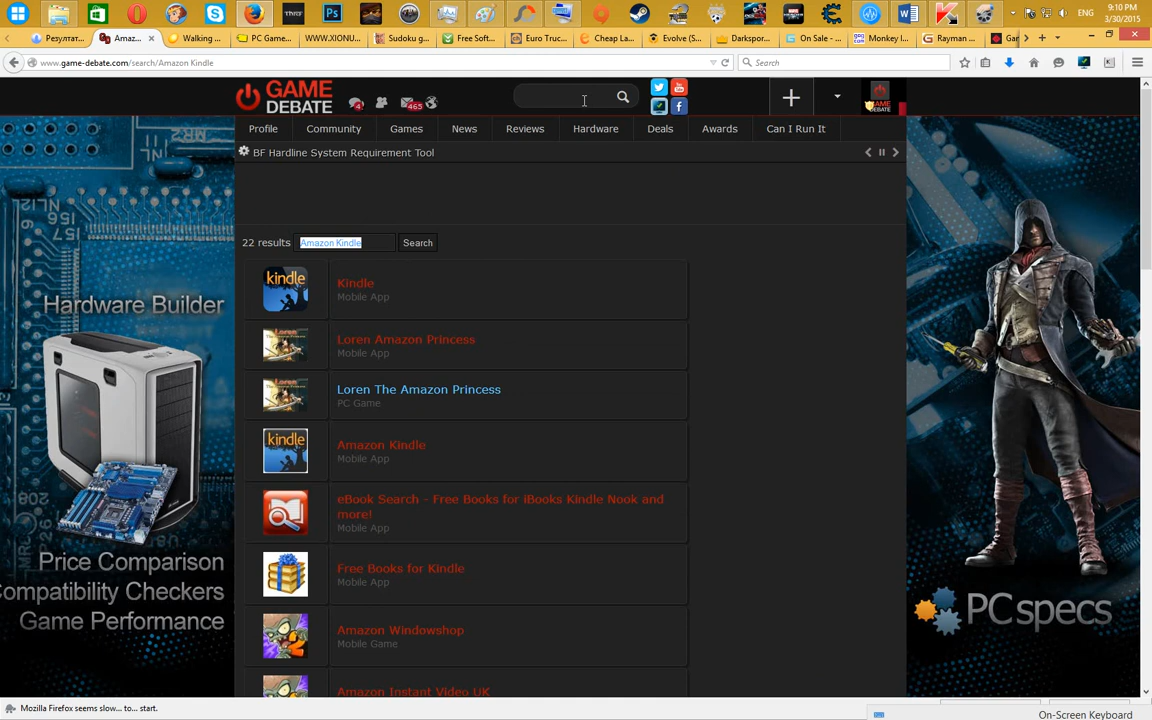 9:10 PM
ENG
3/30/2015
Резултат...
Amaz...
Walking ...
PC Game...
WWW.XIONU...
Sudoku g...
Free Soft...
Euro Truc...
Cheap La...
Evolve (S...
Darkspor...
On Sale - ...
Monkey I...
Rayman ...
Gar
www.game-debate.com/search/Amazon Kindle
Search
GAME
DEBATE
4
465
Profile
Community
Games
News
Reviews
Hardware
Deals
Awards
Can I Run It
BF Hardline System Requirement Tool
22 results
Amazon Kindle
Search
Kindle
Mobile App
Loren Amazon Princess
Mobile App
Loren The Amazon Princess
PC Game
Amazon Kindle
Mobile App
eBook Search - Free Books for iBooks Kindle Nook and
more!
Mobile App
Free Books for Kindle
Mobile App
Amazon Windowshop
Mobile Game
Amazon Instant Video UK
Hardware Builder
Price Comparison
Compatibility Checkers
Game Performance
PCspecs
Mozilla Firefox seems slow... to... start.
On-Screen Keyboard